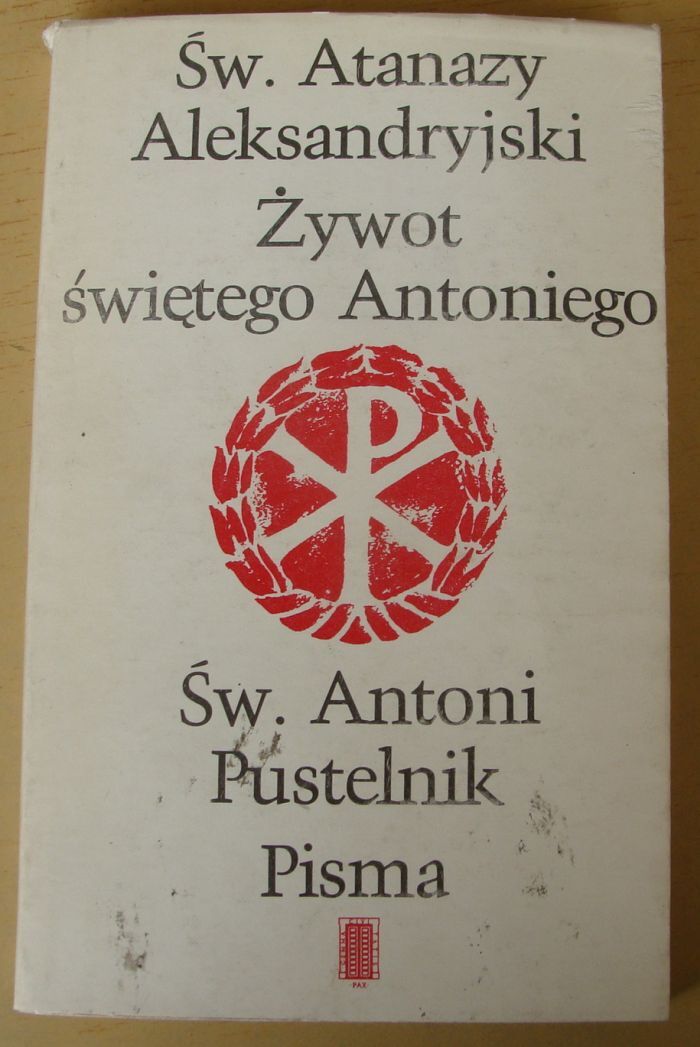 Św. Atanazy
Aleksandryjski
Żywot
świętego Antoniego
Św. Antoni
Pustelnik
Pisma
PAX